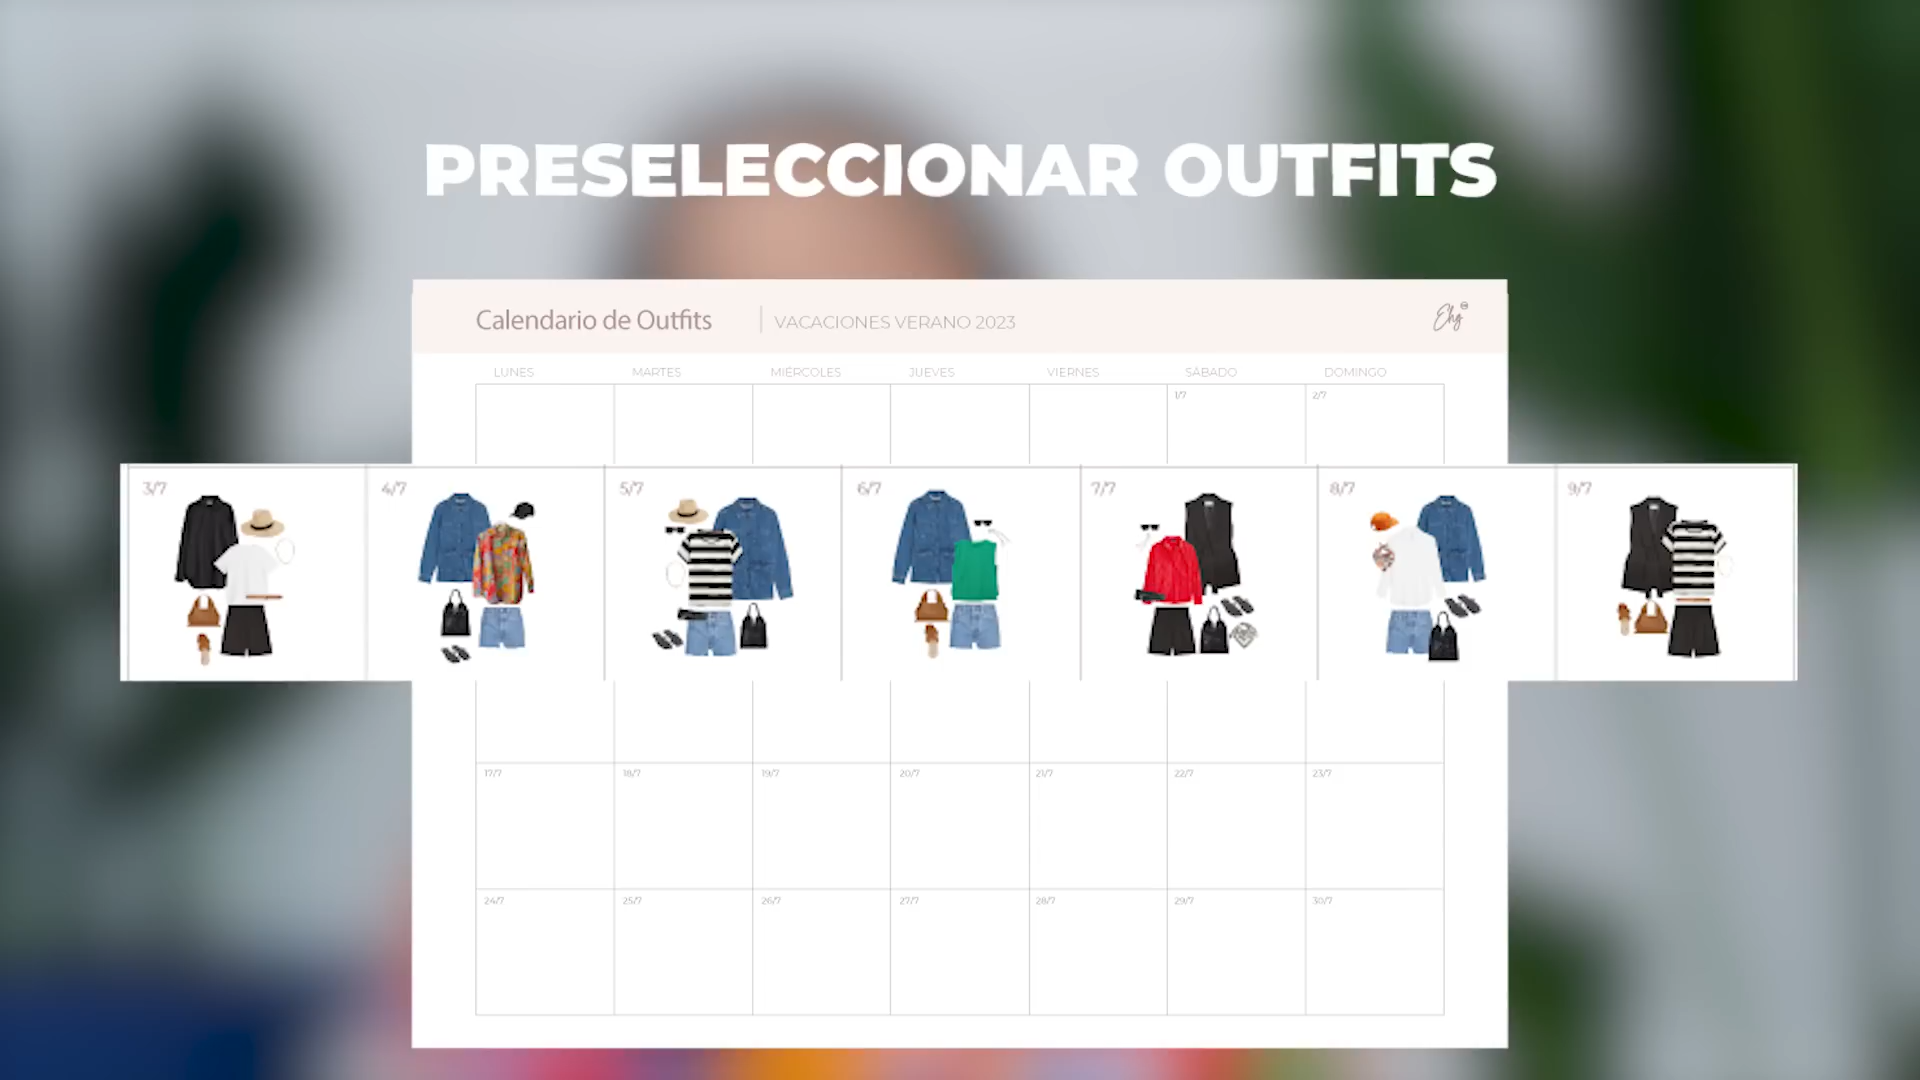 PRESELECCIONAR OUTFITS
Calendario de Outfits
VACACIONES VERANO 2023
Ehg
LUNES MARTES MIÉRCOLES JUEVES VIERNES SÁBADO DOMINGO
1/7 2/7
3/7 4/7 5/7 6/7 7/7 8/7 9/7
17/7 18/7 19/7 20/7 21/7 22/7 23/7
24/7 25/7 26/7 27/7 28/7 29/7 30/7